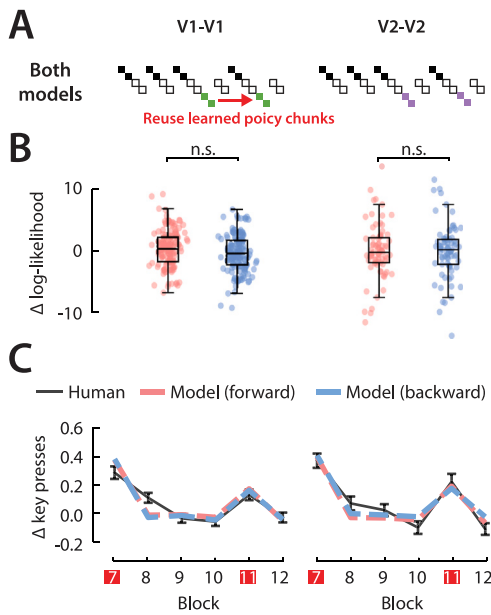 A
V1-V1
V2-V2
Both
models
Reuse learned poicy chunks
B
n.s.
n.s.
Δ log-likelihood
10
0
-10
C
Human
Model (forward)
Model (backward)
Δ key presses
0.6
0.4
0.2
0.0
-0.2
7 8 9 10 11 12
7 8 9 10 11 12
Block
Block